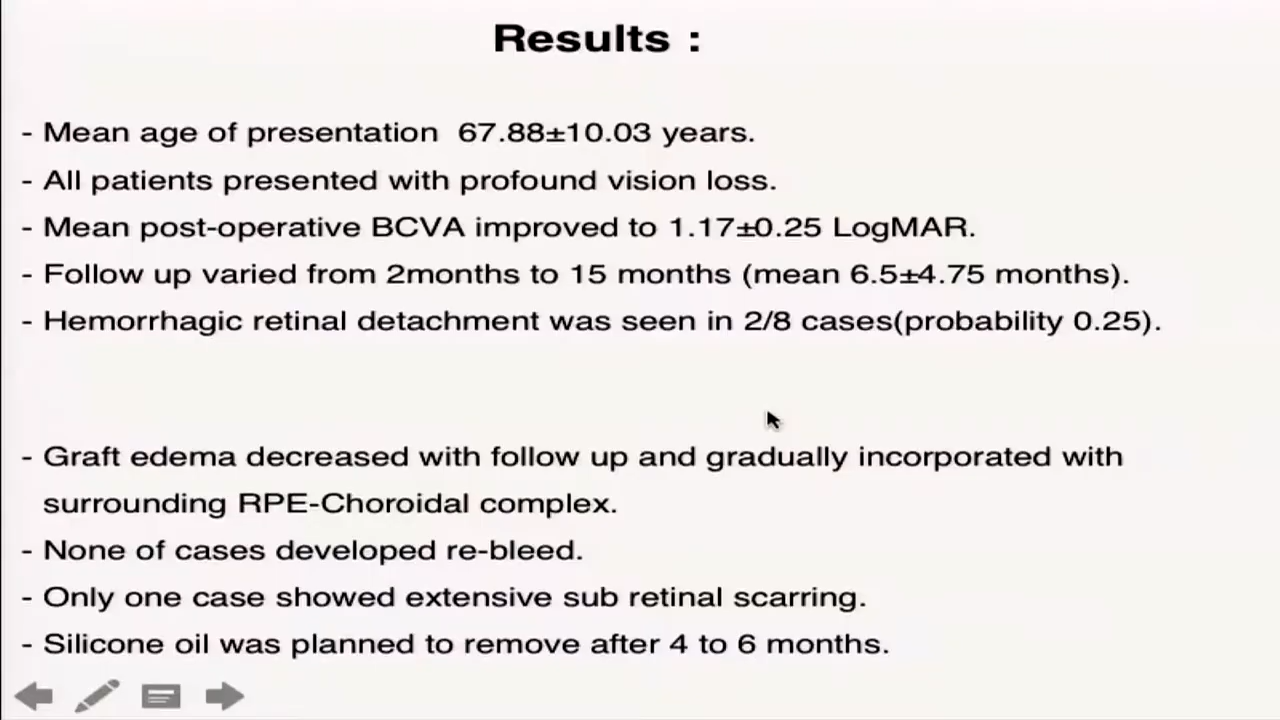 Results :
- Mean age of presentation 67.88±10.03 years.
- All patients presented with profound vision loss.
- Mean post-operative BCVA improved to 1.17±0.25 LogMAR.
- Follow up varied from 2months to 15 months (mean 6.5±4.75 months).
- Hemorrhagic retinal detachment was seen in 2/8 cases(probability 0.25).
- Graft edema decreased with follow up and gradually incorporated with
surrounding RPE-Choroidal complex.
- None of cases developed re-bleed.
- Only one case showed extensive sub retinal scarring.
- Silicone oil was planned to remove after 4 to 6 months.